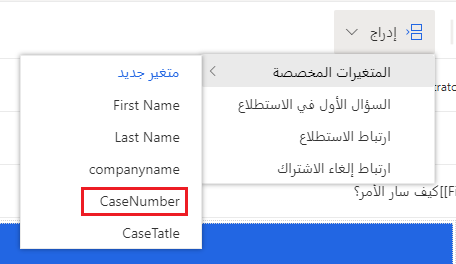 إدراج
المتغيرات المخصصة
السؤال الأول في الاستطلاع
ارتباط الاستطلاع
ارتباط إلغاء الاشتراك
متغير جديد
First Name
Last Name
companyname
CaseNumber
CaseTatle
crato
كيف سار الأمر؟[[Fi